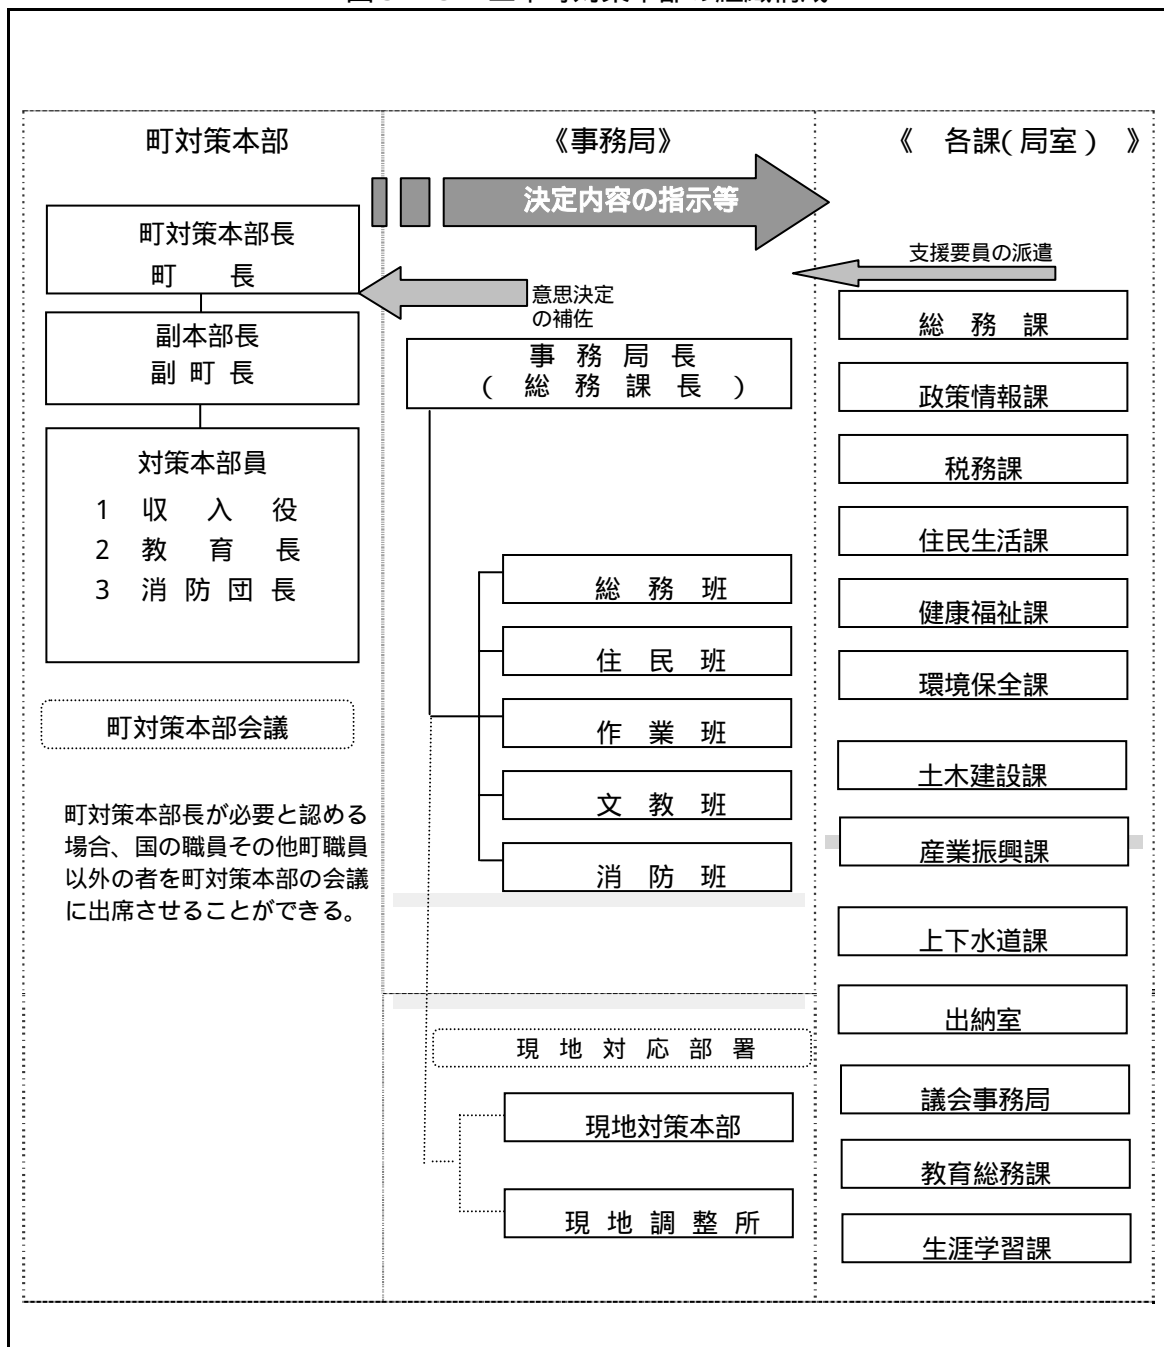 町対策本部
町対策本部長
町　　長
副本部長
副 町 長
対策本部員
1 収　入　役
2 教　育　長
3 消 防 団 長
町対策本部会議
町対策本部長が必要と認める
場合、国の職員その他町職員
以外の者を町対策本部の会議
に出席させることができる。
《事務局》
決定内容の指示等
意思決定
の補佐
事 務 局 長
( 総 務 課 長 )
総 務 班
住 民 班
作 業 班
文 教 班
消 防 班
現 地 対 応 部 署
現地対策本部
現 地 調 整 所
《　各課(局室)　》
支援要員の派遣
総 務 課
政策情報課
税務課
住民生活課
健康福祉課
環境保全課
土木建設課
産業振興課
上下水道課
出納室
議会事務局
教育総務課
生涯学習課